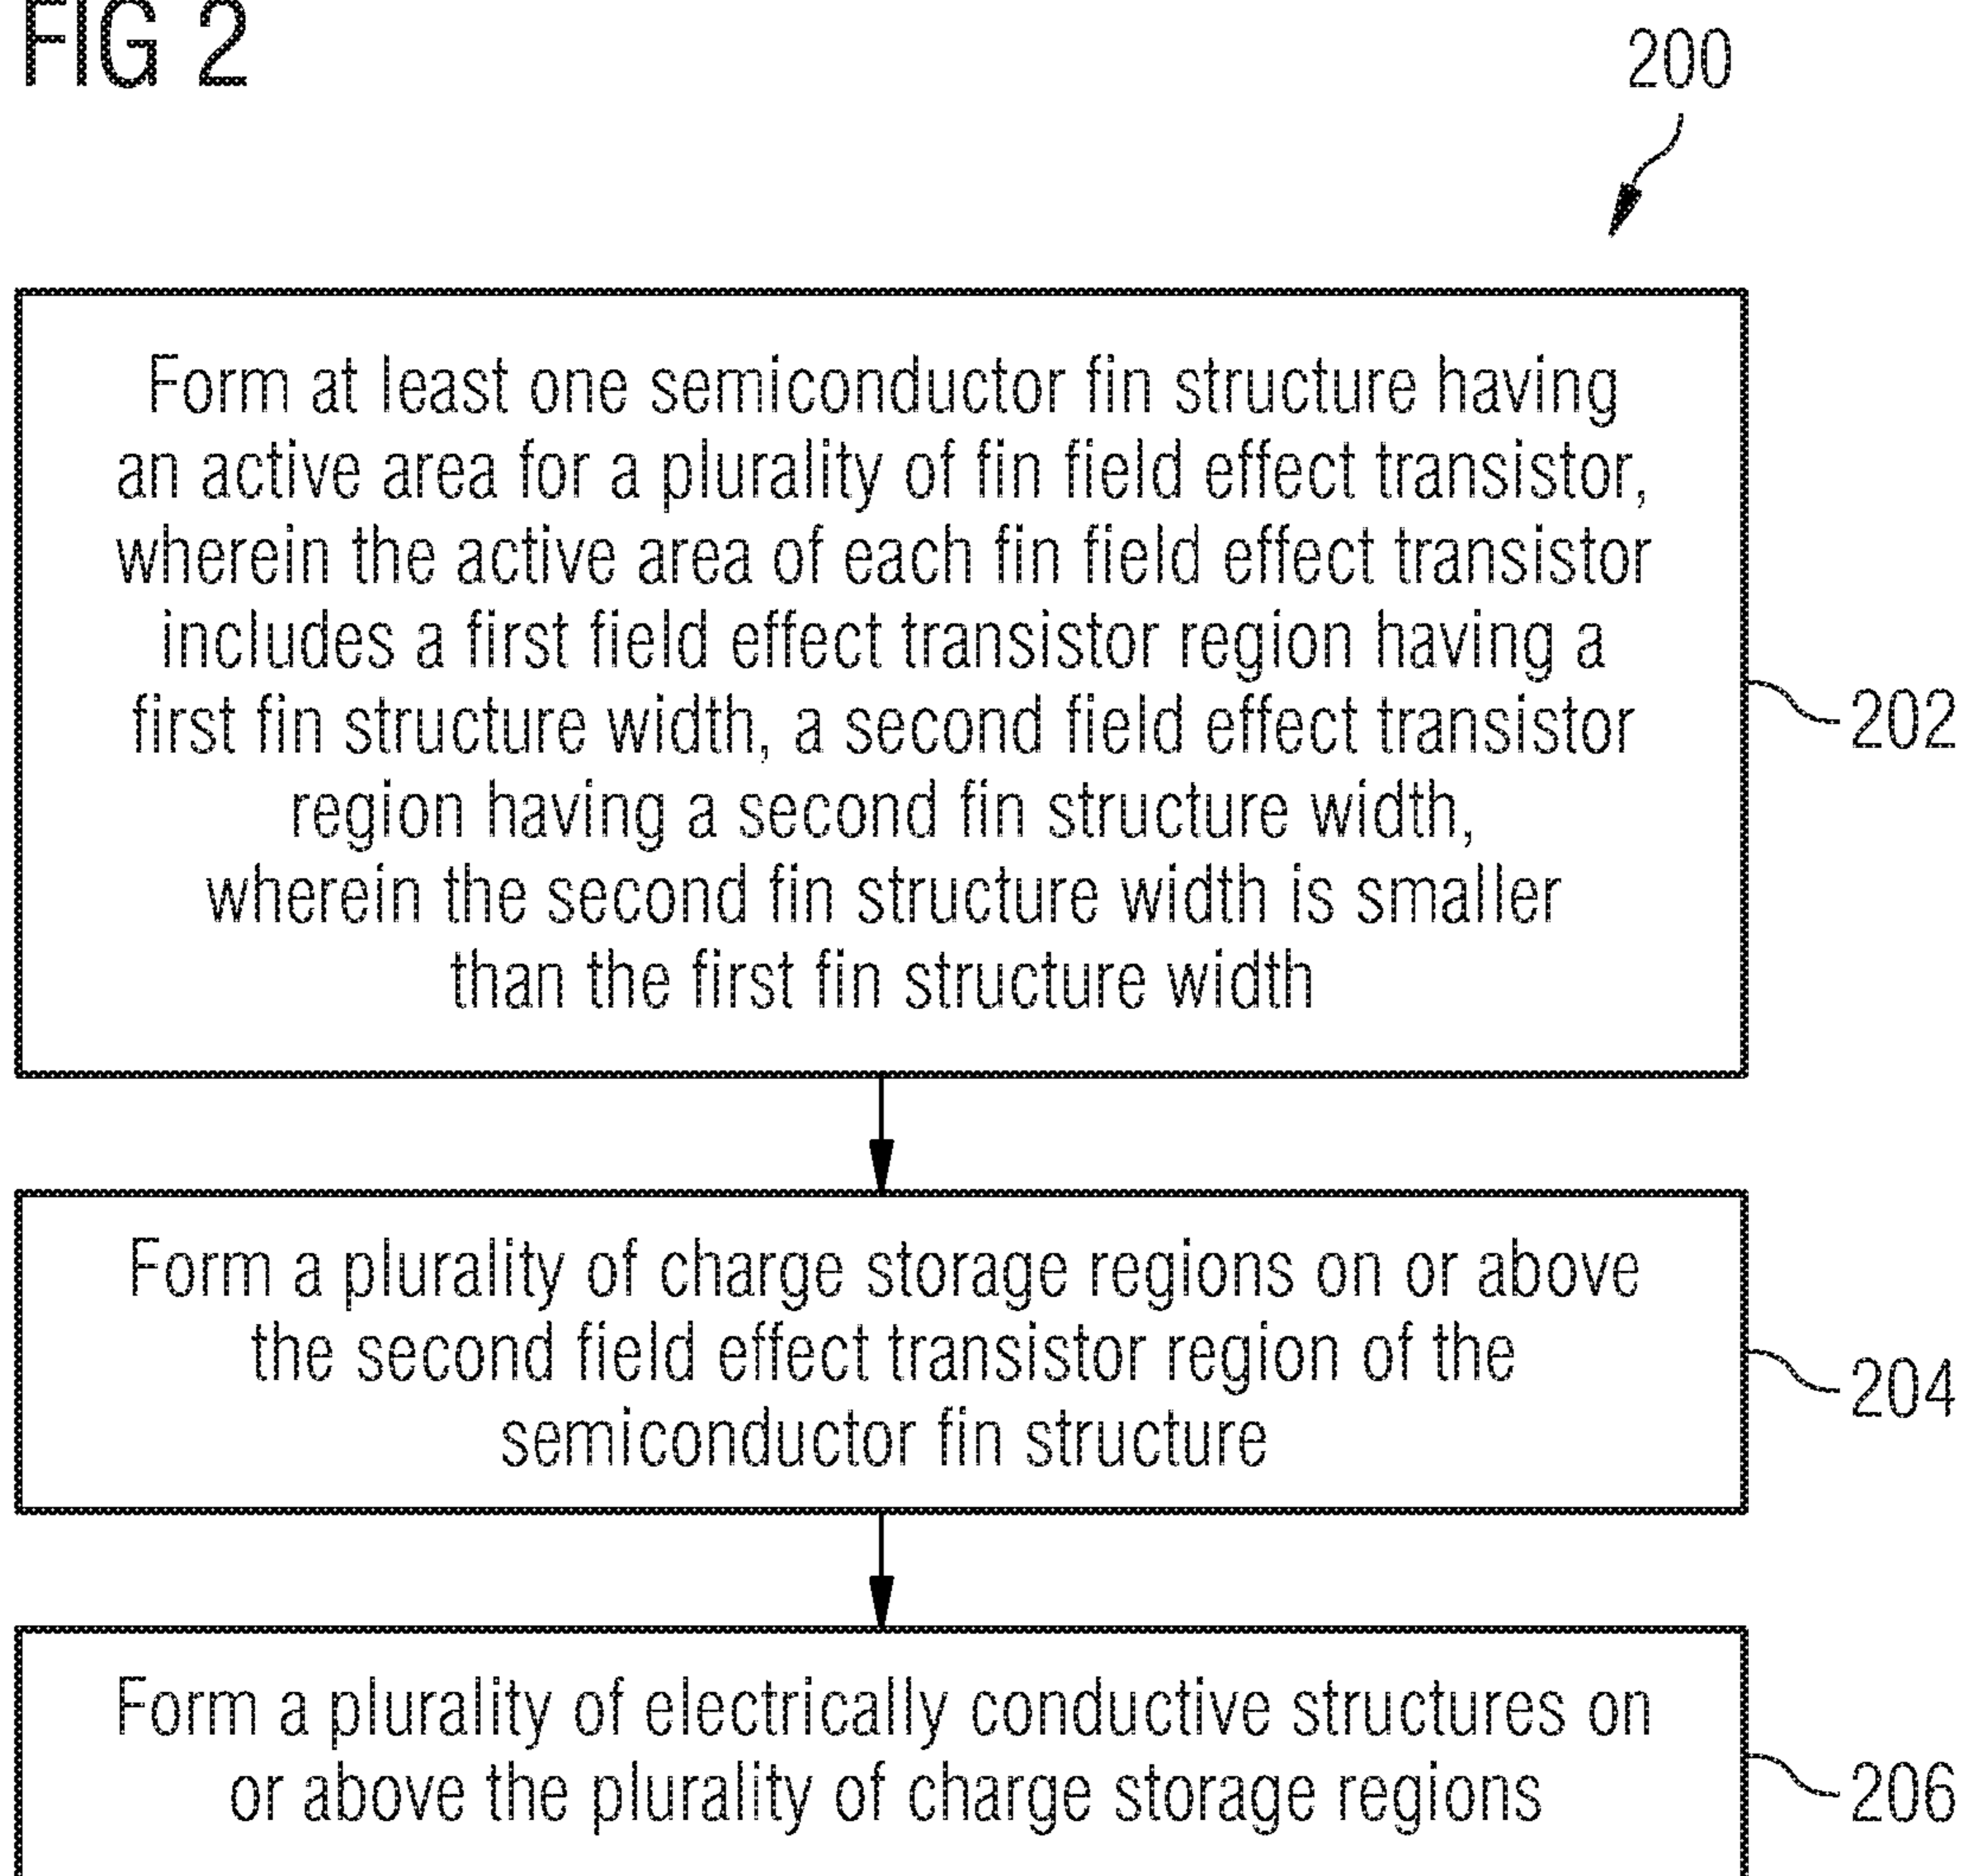 FIG 2
200
Form at least one semiconductor fin structure having
an active area for a plurality of fin field effect transistor,
wherein the active area of each fin field effect transistor
includes a first field effect transistor region having a
first fin structure width, a second field effect transistor
region having a second fin structure width,
wherein the second fin structure width is smaller
than the first fin structure width
202
Form a plurality of charge storage regions on or above
the second field effect transistor region of the
semiconductor fin structure
204
Form a plurality of electrically conductive structures on
or above the plurality of charge storage regions
206